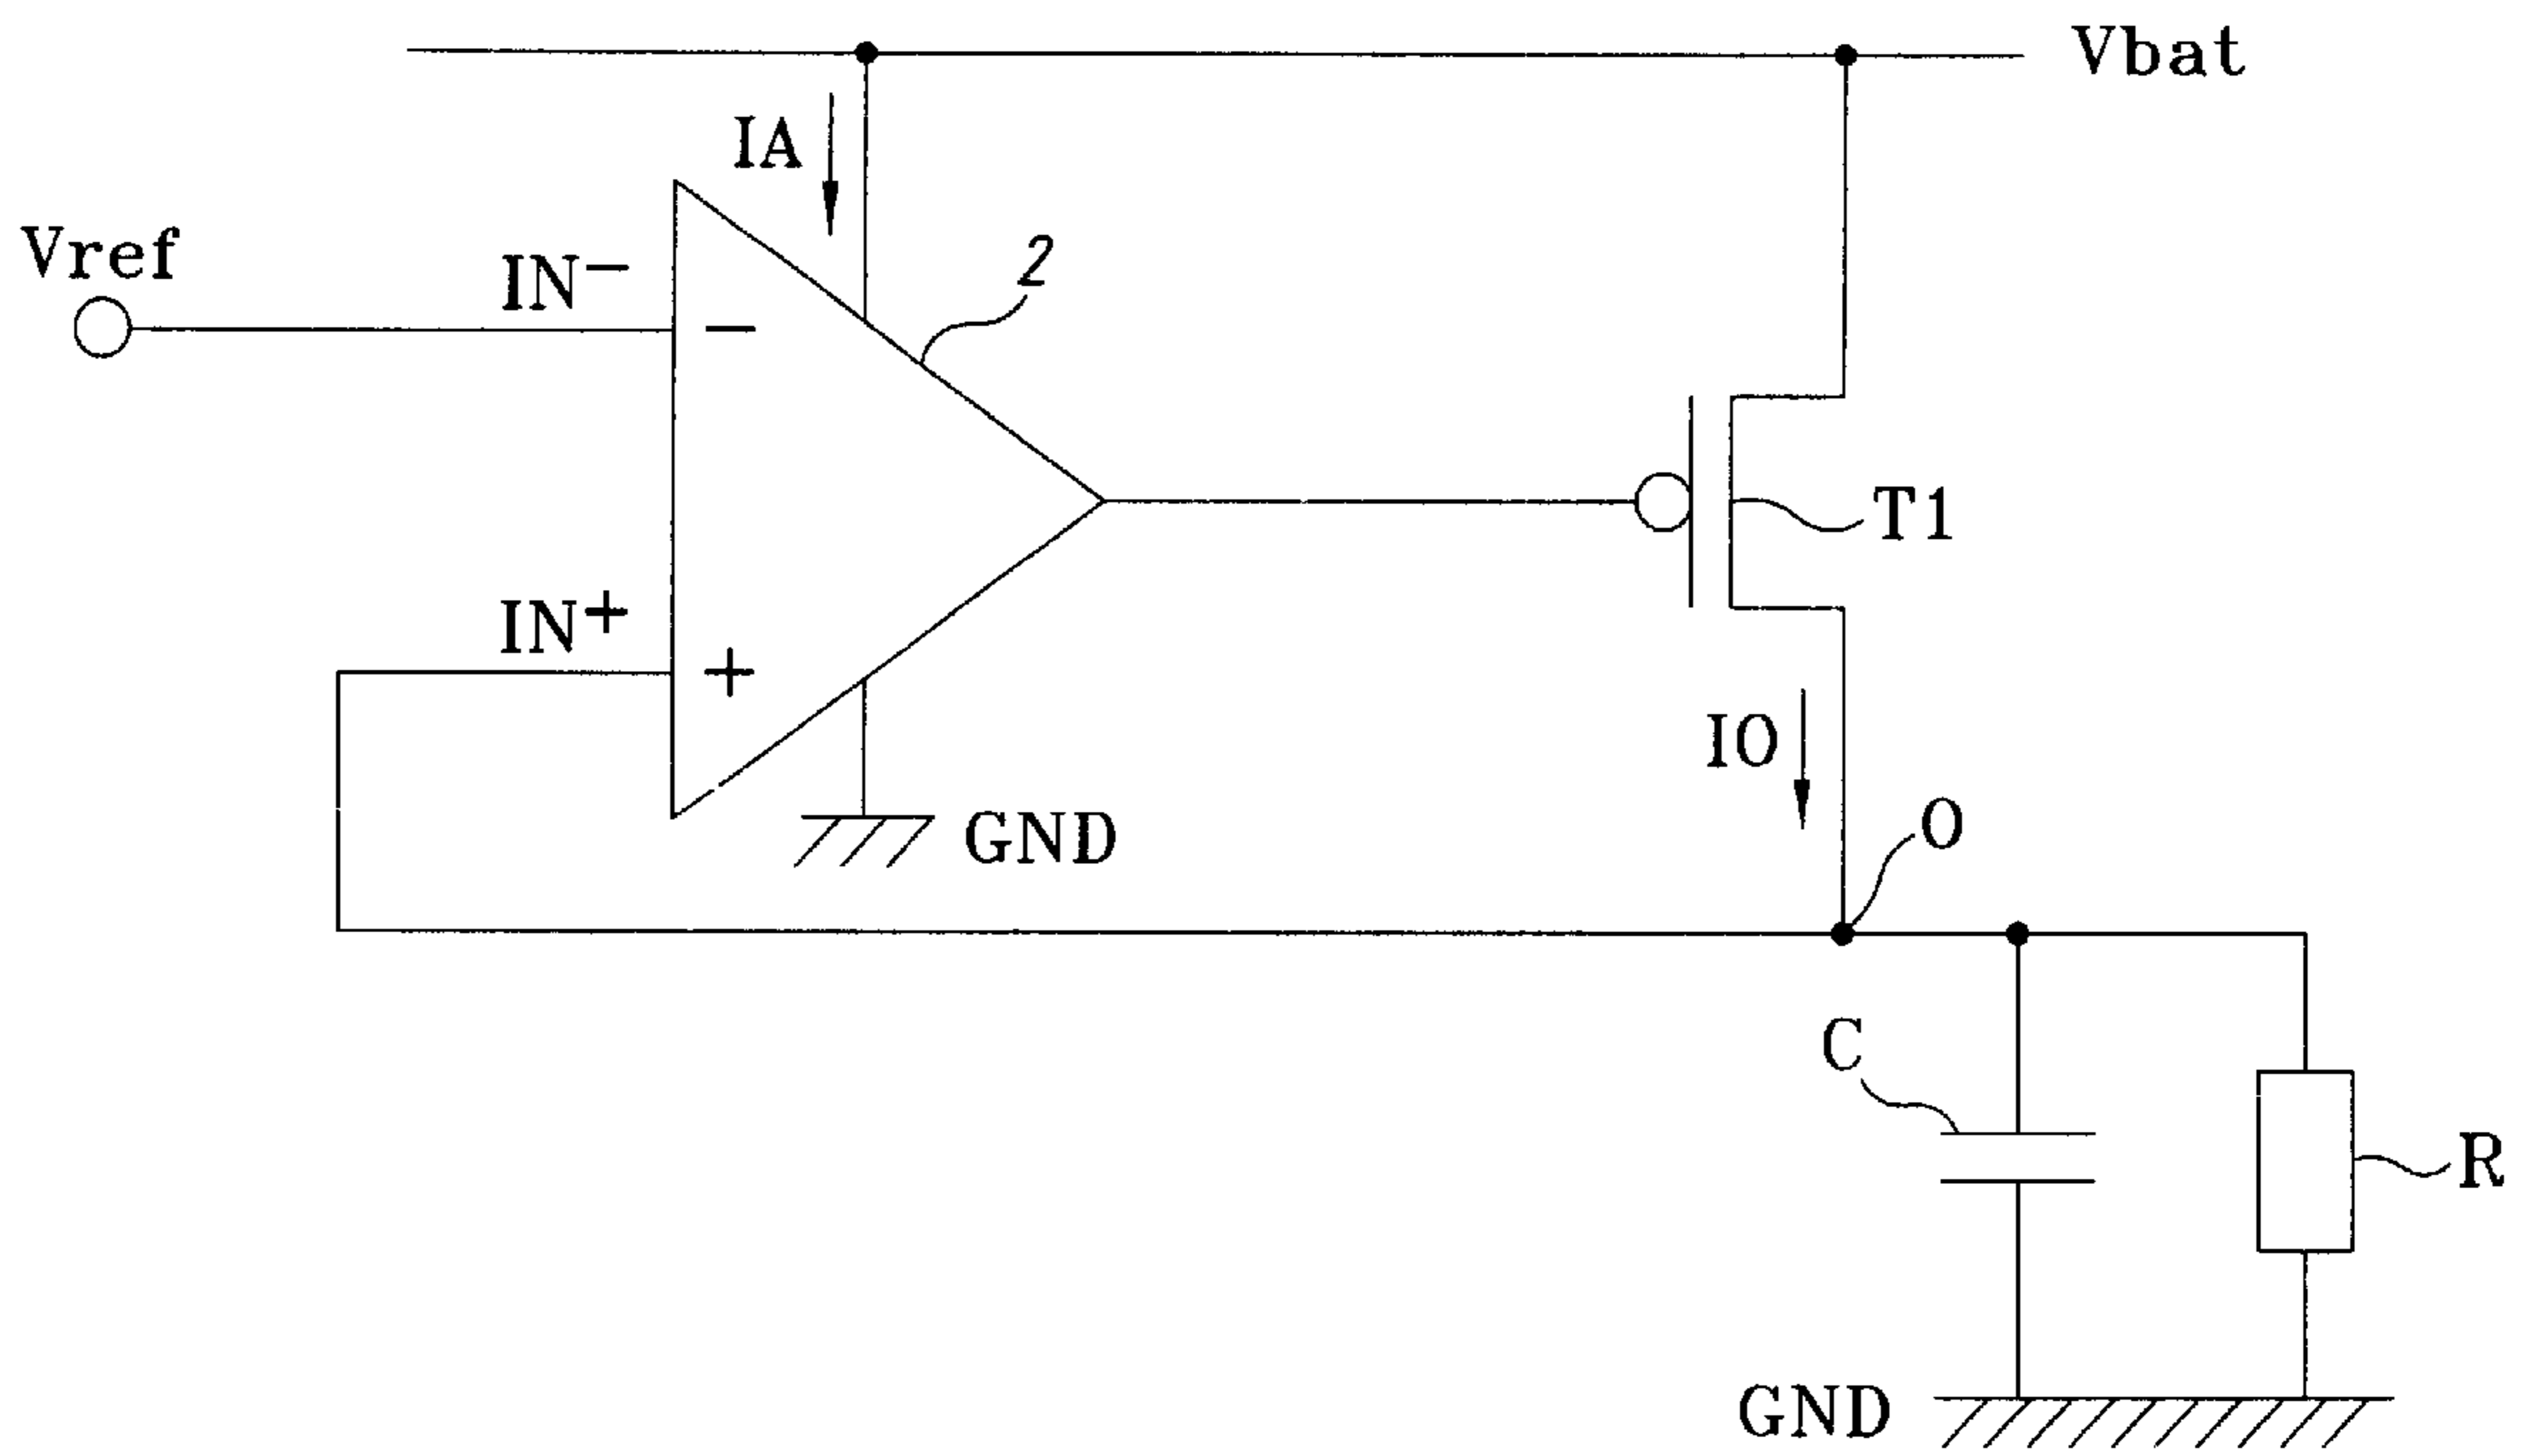 Vbat
IA
Vref
IN−
2
−
T1
IN+
+
IO
GND
O
C
R
GND